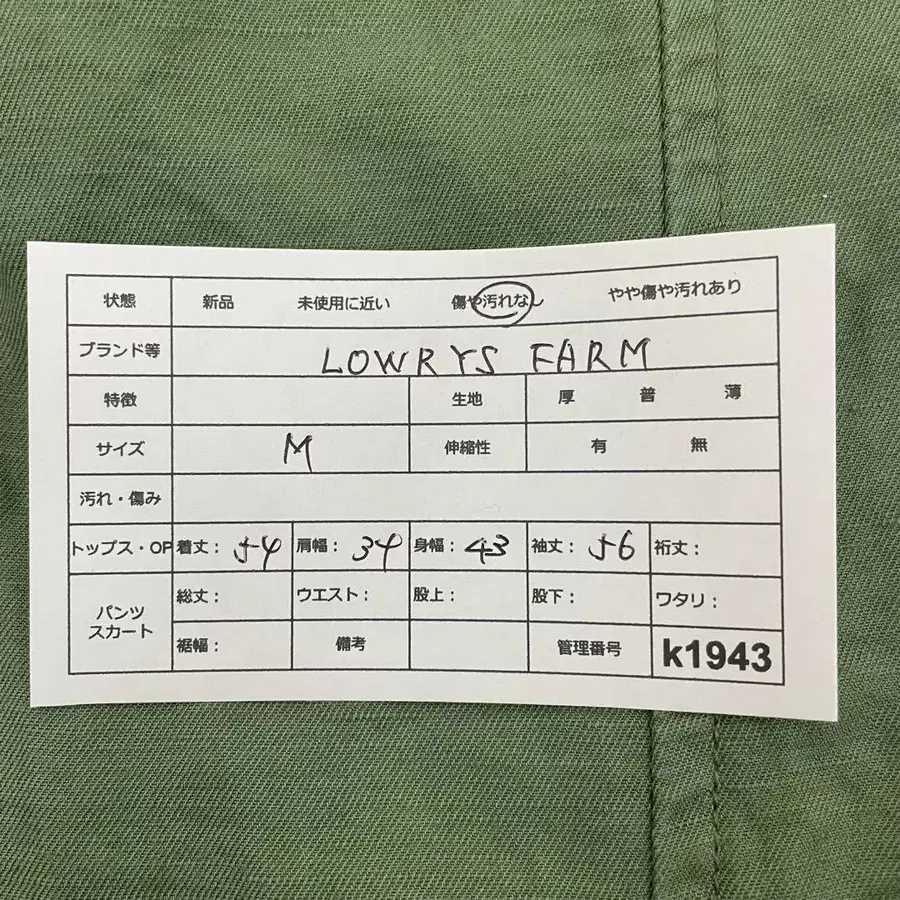 状態 新品 未使用に近い 傷や汚れなし やや傷や汚れあり
ブランド等 LOWRYS FARM
特徴 生地 厚 普 薄
サイズ M 伸縮性 有 無
汚れ・傷み
トップス・OP 着丈: 54 肩幅: 34 身幅: 43 袖丈: 56 裄丈:
パンツ スカート 総丈: ウエスト: 股上: 股下: ワタリ:
裾幅: 備考 管理番号 k1943